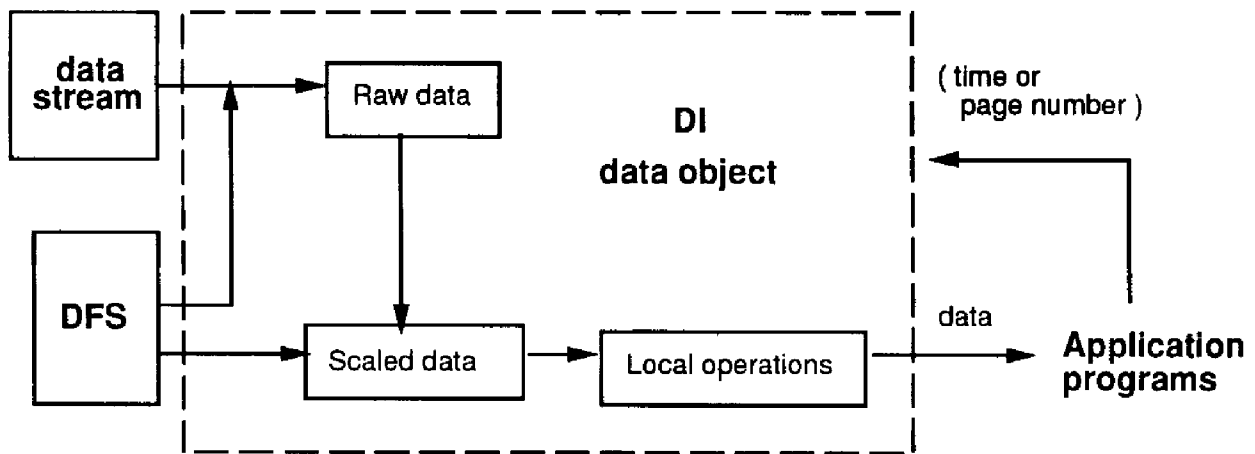 data
stream
Raw data
DI
data object
( time or
page number )
DFS
Scaled data
Local operations
data
Application
programs